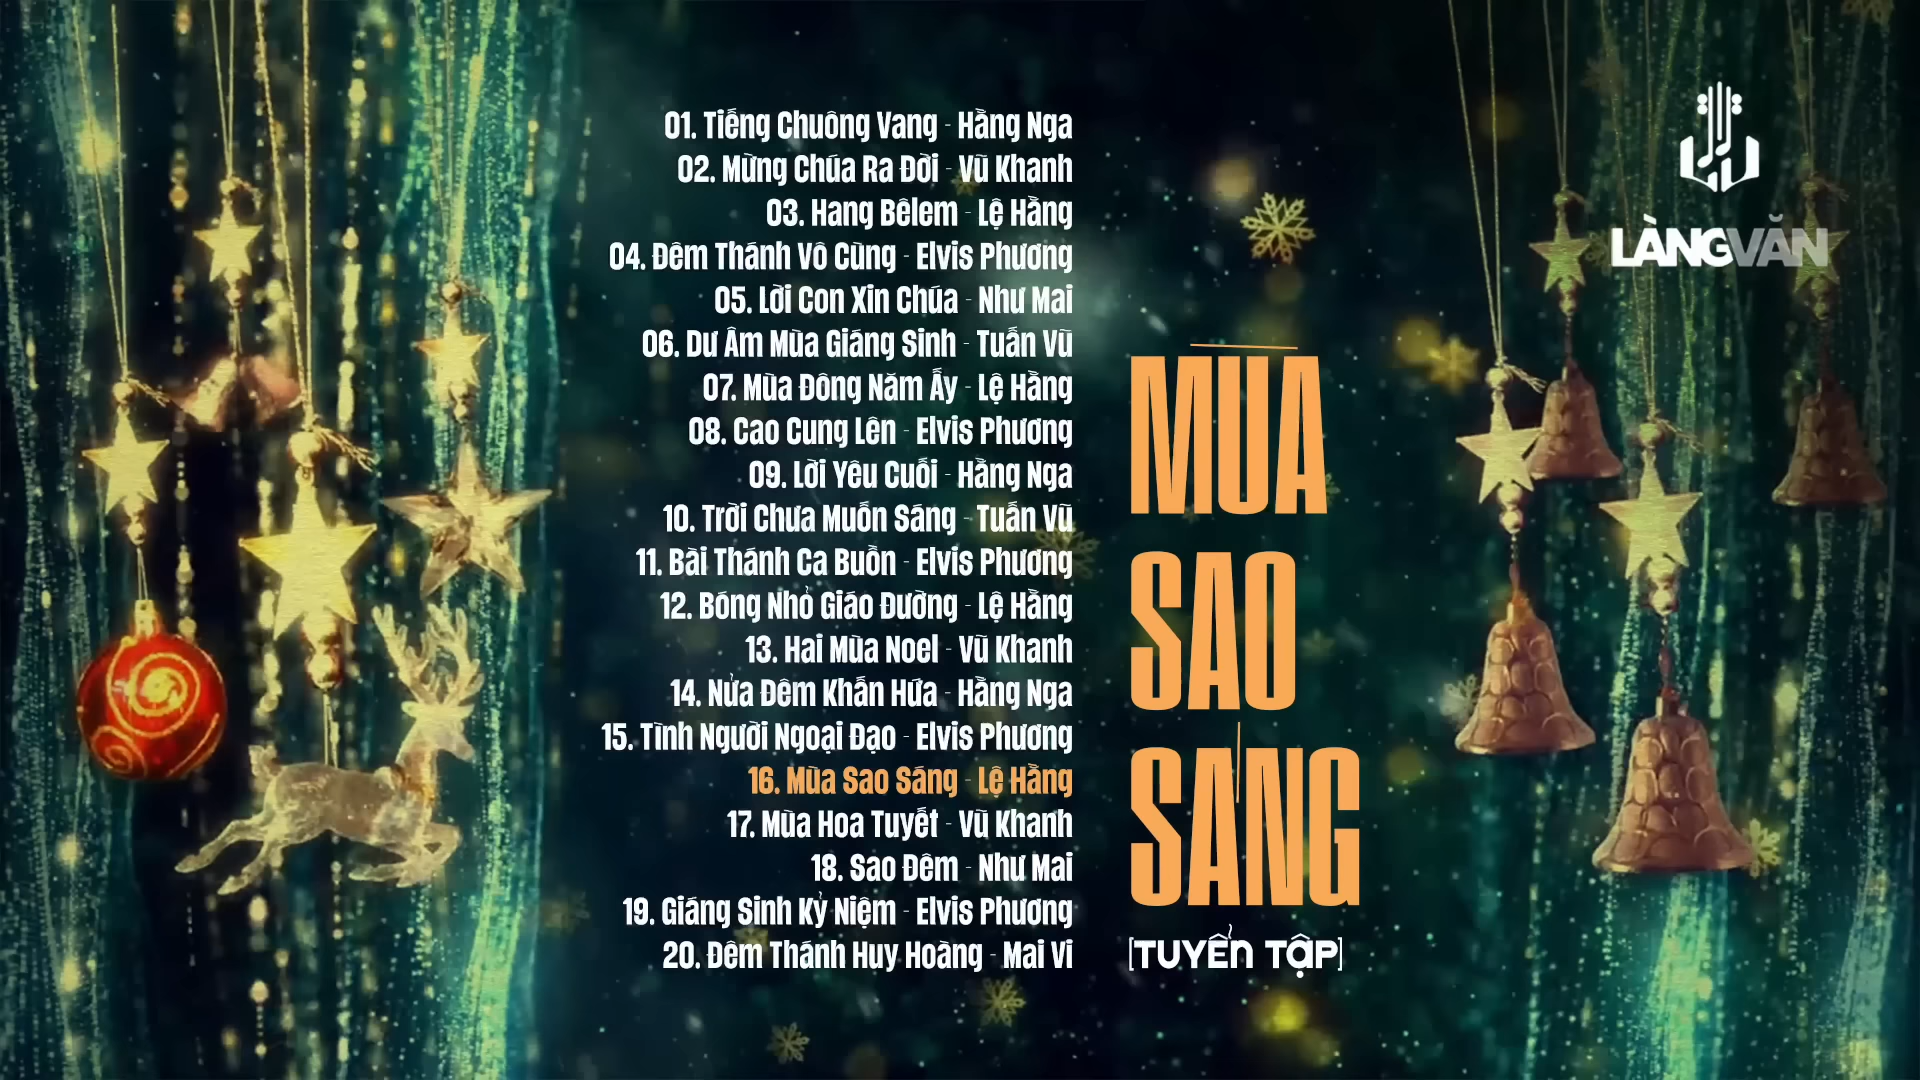 01. Tiếng Chuông Vang - Hằng Nga
02. Mừng Chúa Ra Đời - Vũ Khanh
03. Hang Bêlem - Lệ Hằng
04. Đêm Thánh Vô Cùng - Elvis Phương
05. Lời Con Xin Chúa - Như Mai
06. Dư Âm Mùa Giáng Sinh - Tuấn Vũ
07. Mùa Đông Năm Ấy - Lệ Hằng
08. Cao Cung Lên - Elvis Phương
09. Lời Yêu Cuối - Hằng Nga
10. Trời Chưa Muốn Sáng - Tuấn Vũ
11. Bài Thánh Ca Buồn - Elvis Phương
12. Bóng Nhỏ Giáo Đường - Lệ Hằng
13. Hai Mùa Noel - Vũ Khanh
14. Nửa Đêm Khấn Hứa - Hằng Nga
15. Tình Người Ngoại Đạo - Elvis Phương
16. Mùa Sao Sáng - Lệ Hằng
17. Mùa Hoa Tuyết - Vũ Khanh
18. Sao Đêm - Như Mai
19. Giáng Sinh Kỷ Niệm - Elvis Phương
20. Đêm Thánh Huy Hoàng - Mai Vi
MÙA
SAO
SÁNG
[TUYỂN TẬP]
LÀNGVĂN